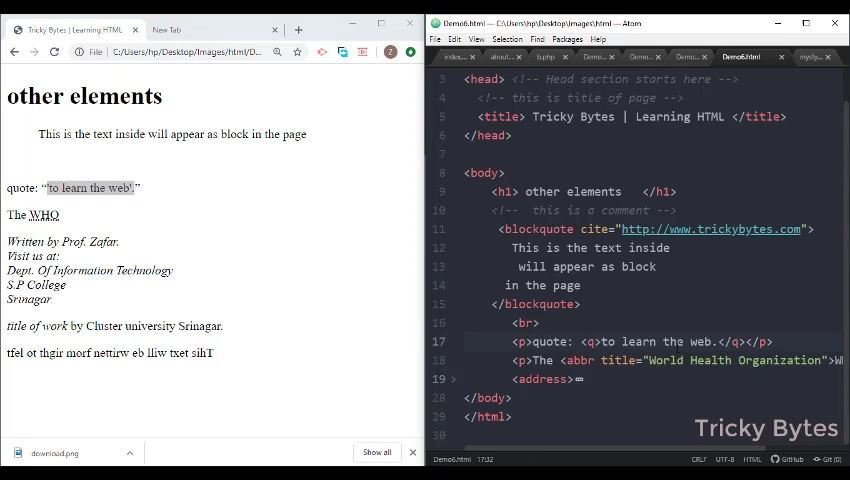 Tricky Bytes | Learning HTML
New Tab
File
C:/Users/hp/Desktop/Images/html/D...
Z
other elements
This is the text inside will appear as block in the page
quote: “'to learn the web'.”
The WHO
Written by Prof. Zafar.
Visit us at:
Dept. Of Information Technology
S.P College
Srinagar
title of work by Cluster university Srinagar.
tfel ot thgir morf nettirw eb lliw txet sihT
download.png
Show all
Demo6.html — C:\Users\hp\Desktop\Images\html — Atom
File Edit View Selection Find Packages Help
index... about... b.php Demo... Demo... Demo... Demo6.html mysty...
3 <head> <!-- Head section starts here -->
4 <!-- this is title of page -->
5 <title> Tricky Bytes | Learning HTML </title>
6 </head>
7
8 <body>
9 <h1> other elements </h1>
10 <!-- this is a comment -->
11 <blockquote cite="http://www.trickybytes.com">
12 This is the text inside
13 will appear as block
14 in the page
15 </blockquote>
16 <br>
17 <p>quote: <q>to learn the web.</q></p>
18 <p>The <abbr title="World Health Organization">W
19 <address>
28 </body>
29 </html>
30
Tricky Bytes
Demo6.html 17:32 CRLF UTF-8 HTML GitHub Git (0)